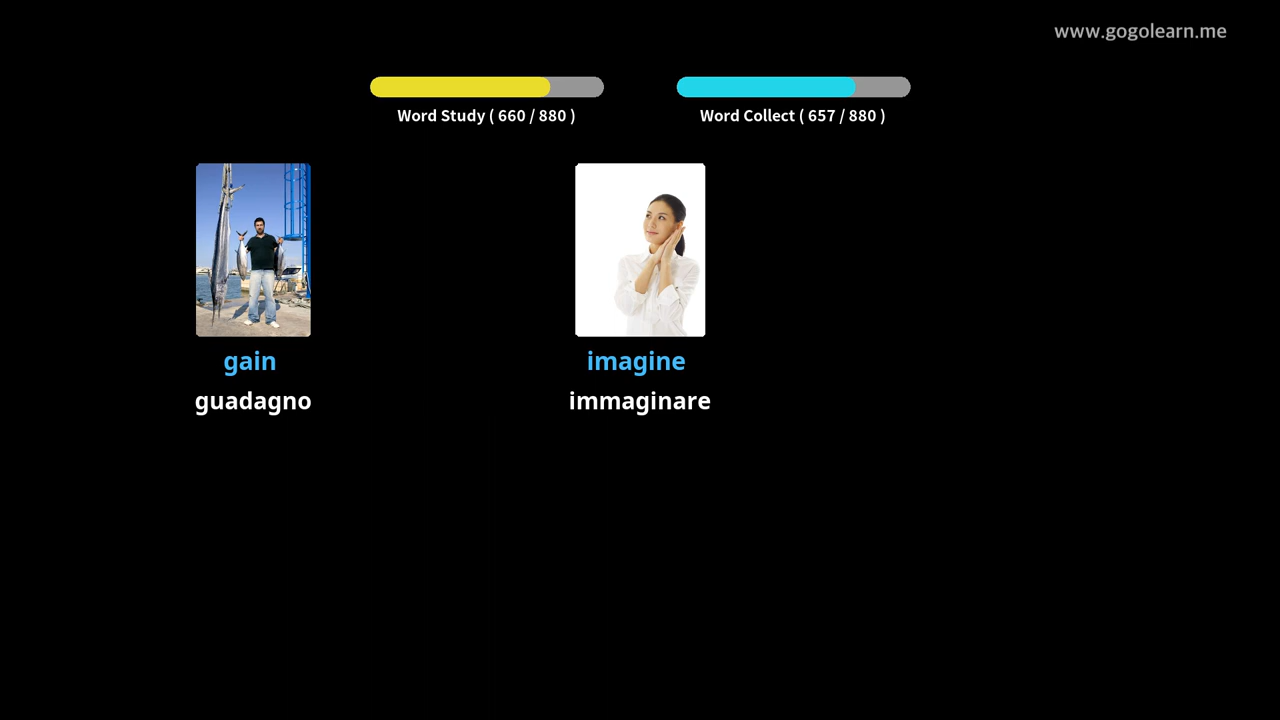 www.gogolearn.me
Word Study ( 660 / 880 )
Word Collect ( 657 / 880 )
gain
guadagno
imagine
immaginare